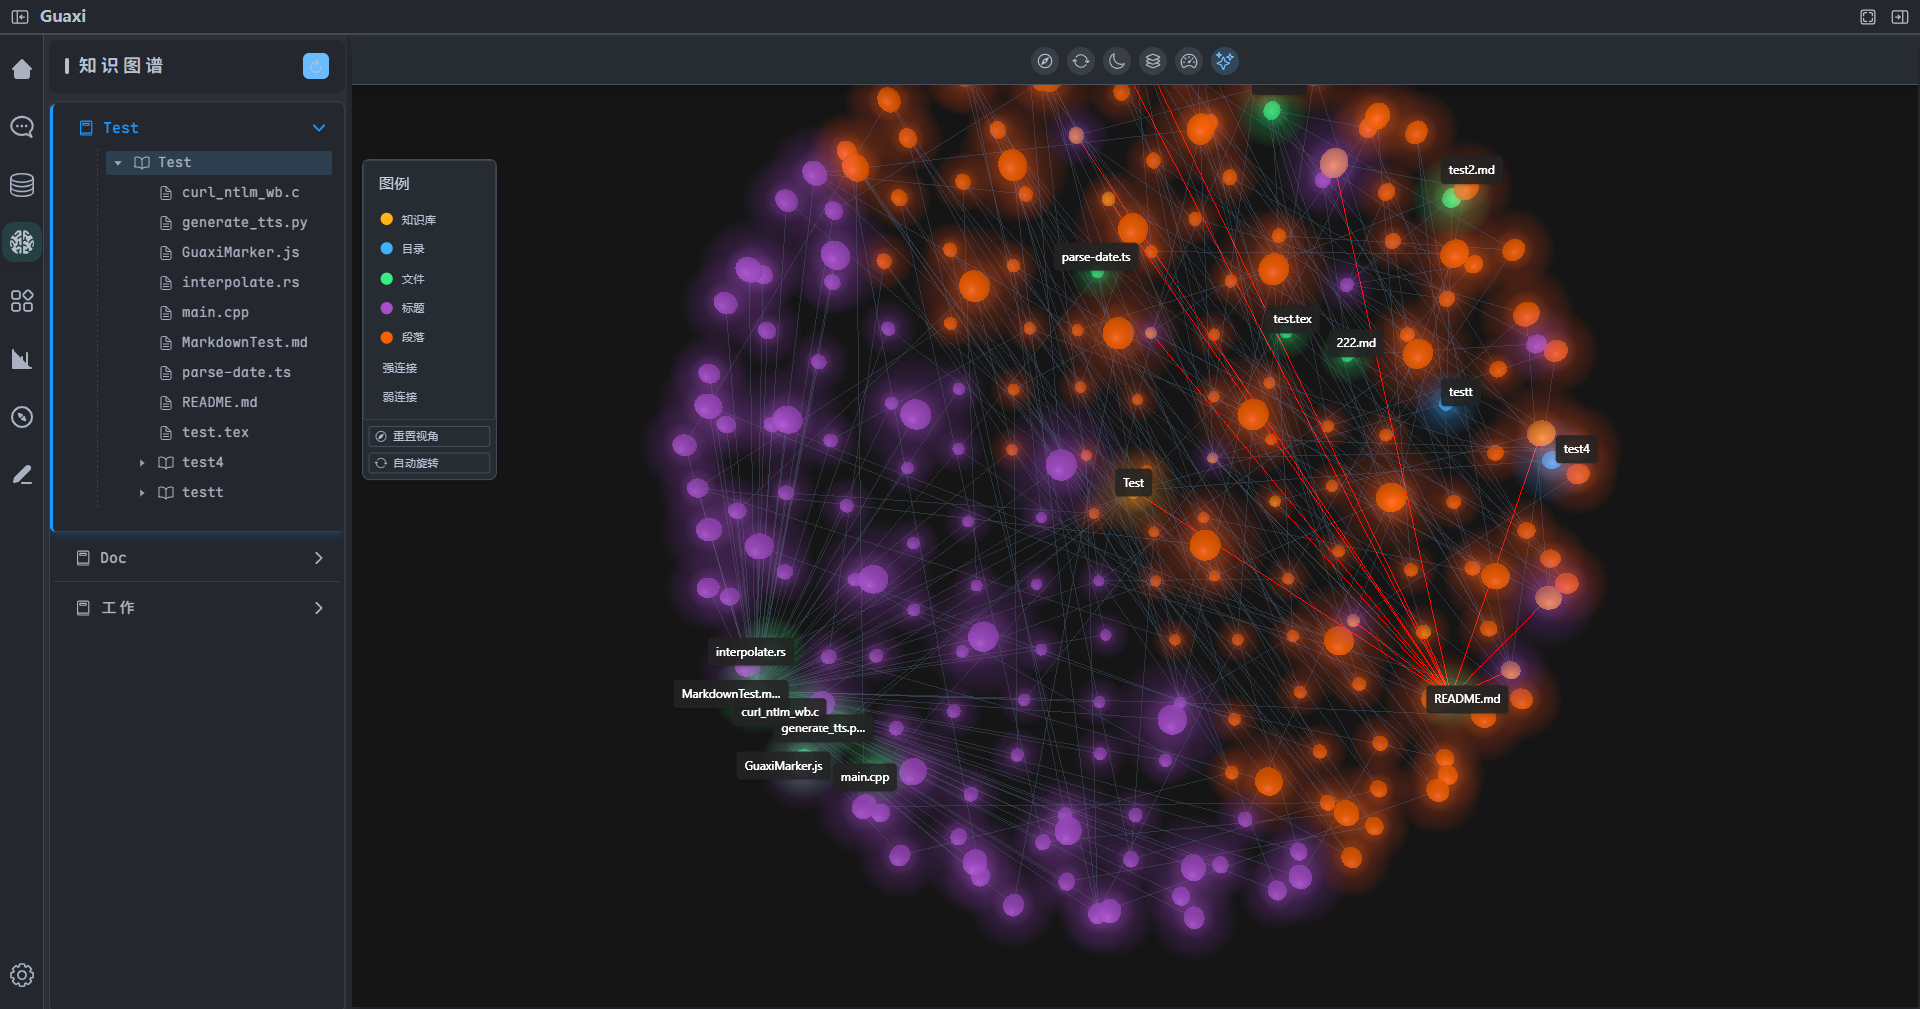 Guaxi
知识图谱
Test
Test
curl_ntlm_wb.c
generate_tts.py
GuaxiMarker.js
interpolate.rs
main.cpp
MarkdownTest.md
parse-date.ts
README.md
test.tex
test4
testt
Doc
工作
图例
知识库
目录
文件
标题
段落
强连接
弱连接
重置视角
自动旋转
test2.md
parse-date.ts
test.tex
222.md
testt
test4
Test
interpolate.rs
MarkdownTest.m...
curl_ntlm_wb.c
generate_tts.p...
GuaxiMarker.js
main.cpp
README.md